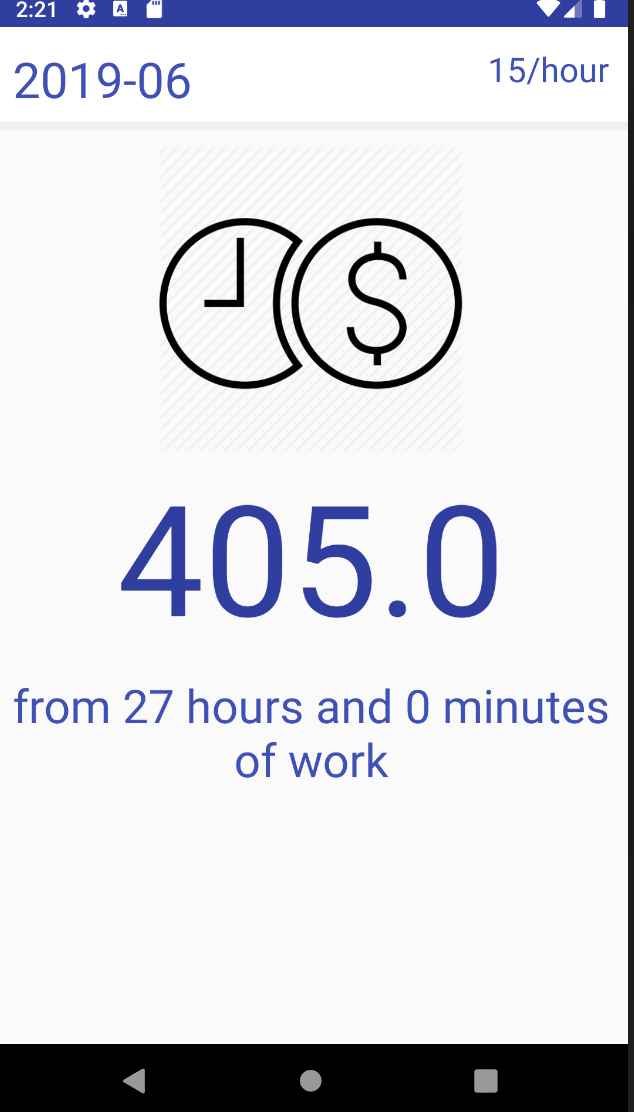 2:21
2019-06
15/hour
A
$
405.0
from 27 hours and 0 minutes
of work